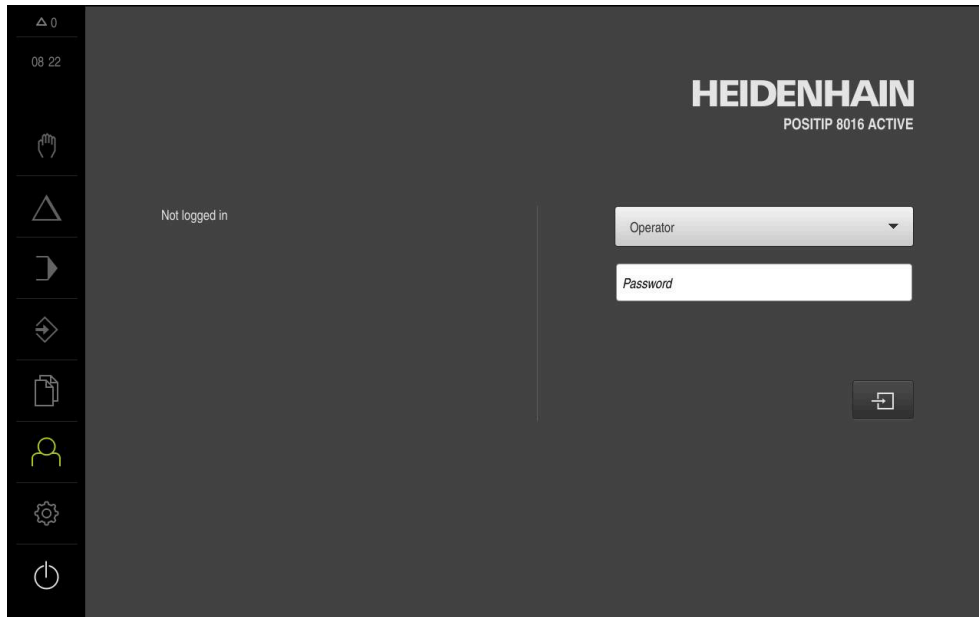 0
08 22
HEIDENHAIN
POSITIP 8016 ACTIVE
Not logged in
Operator
Password